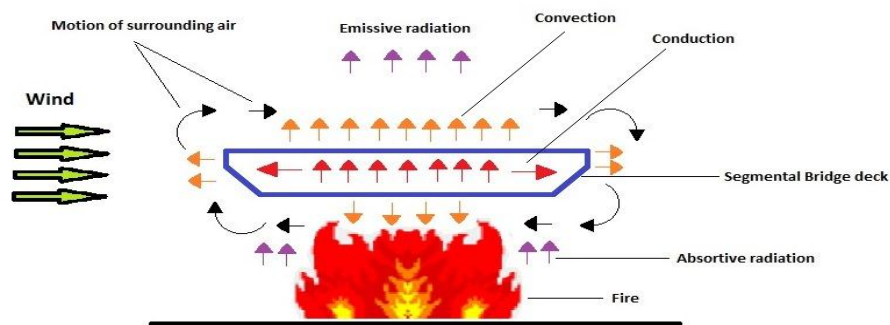 Motion of surrounding air
Emissive radiation
Convection
Conduction
Wind
Segmental Bridge deck
Absortive radiation
Fire